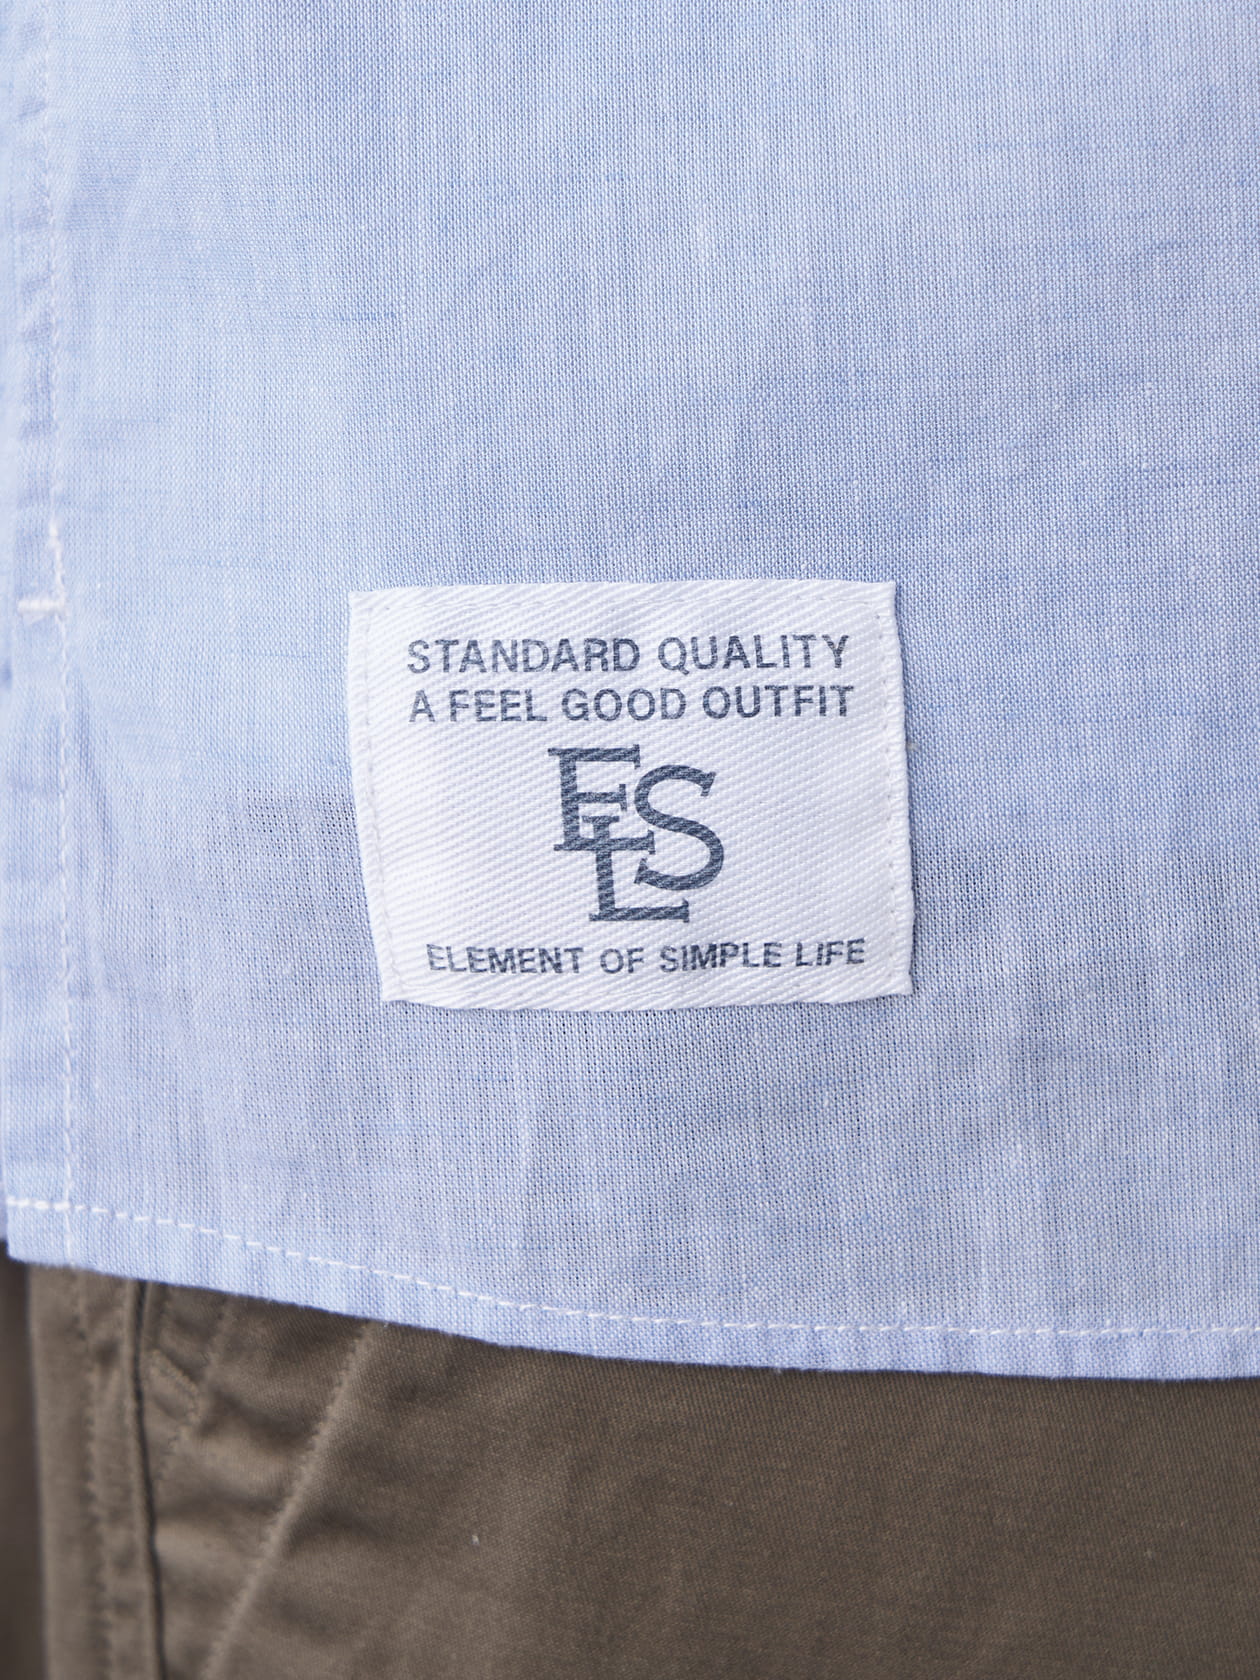 STANDARD QUALITY
A FEEL GOOD OUTFIT
ELS
ELEMENT OF SIMPLE LIFE